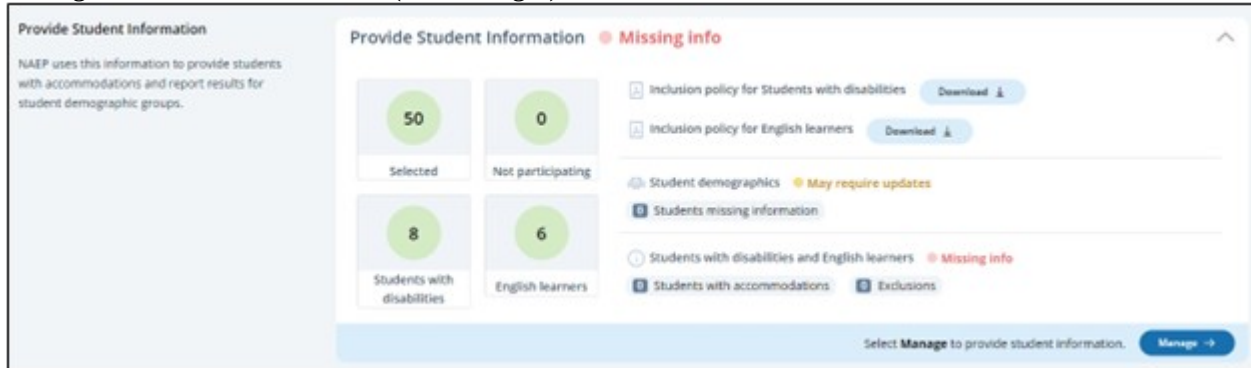 Provide Student Information
NAEP uses this information to provide students
with accommodations and report results for
student demographic groups.
Provide Student Information Missing info
50
Selected
0
Not participating
8
Students with
disabilities
6
English learners
Inclusion policy for Students with disabilities Download
Inclusion policy for English learners Download
Student demographics May require updates
0 Students missing information
Students with disabilities and English learners Missing info
0 Students with accommodations 0 Exclusions
Select Manage to provide student information. Manage →